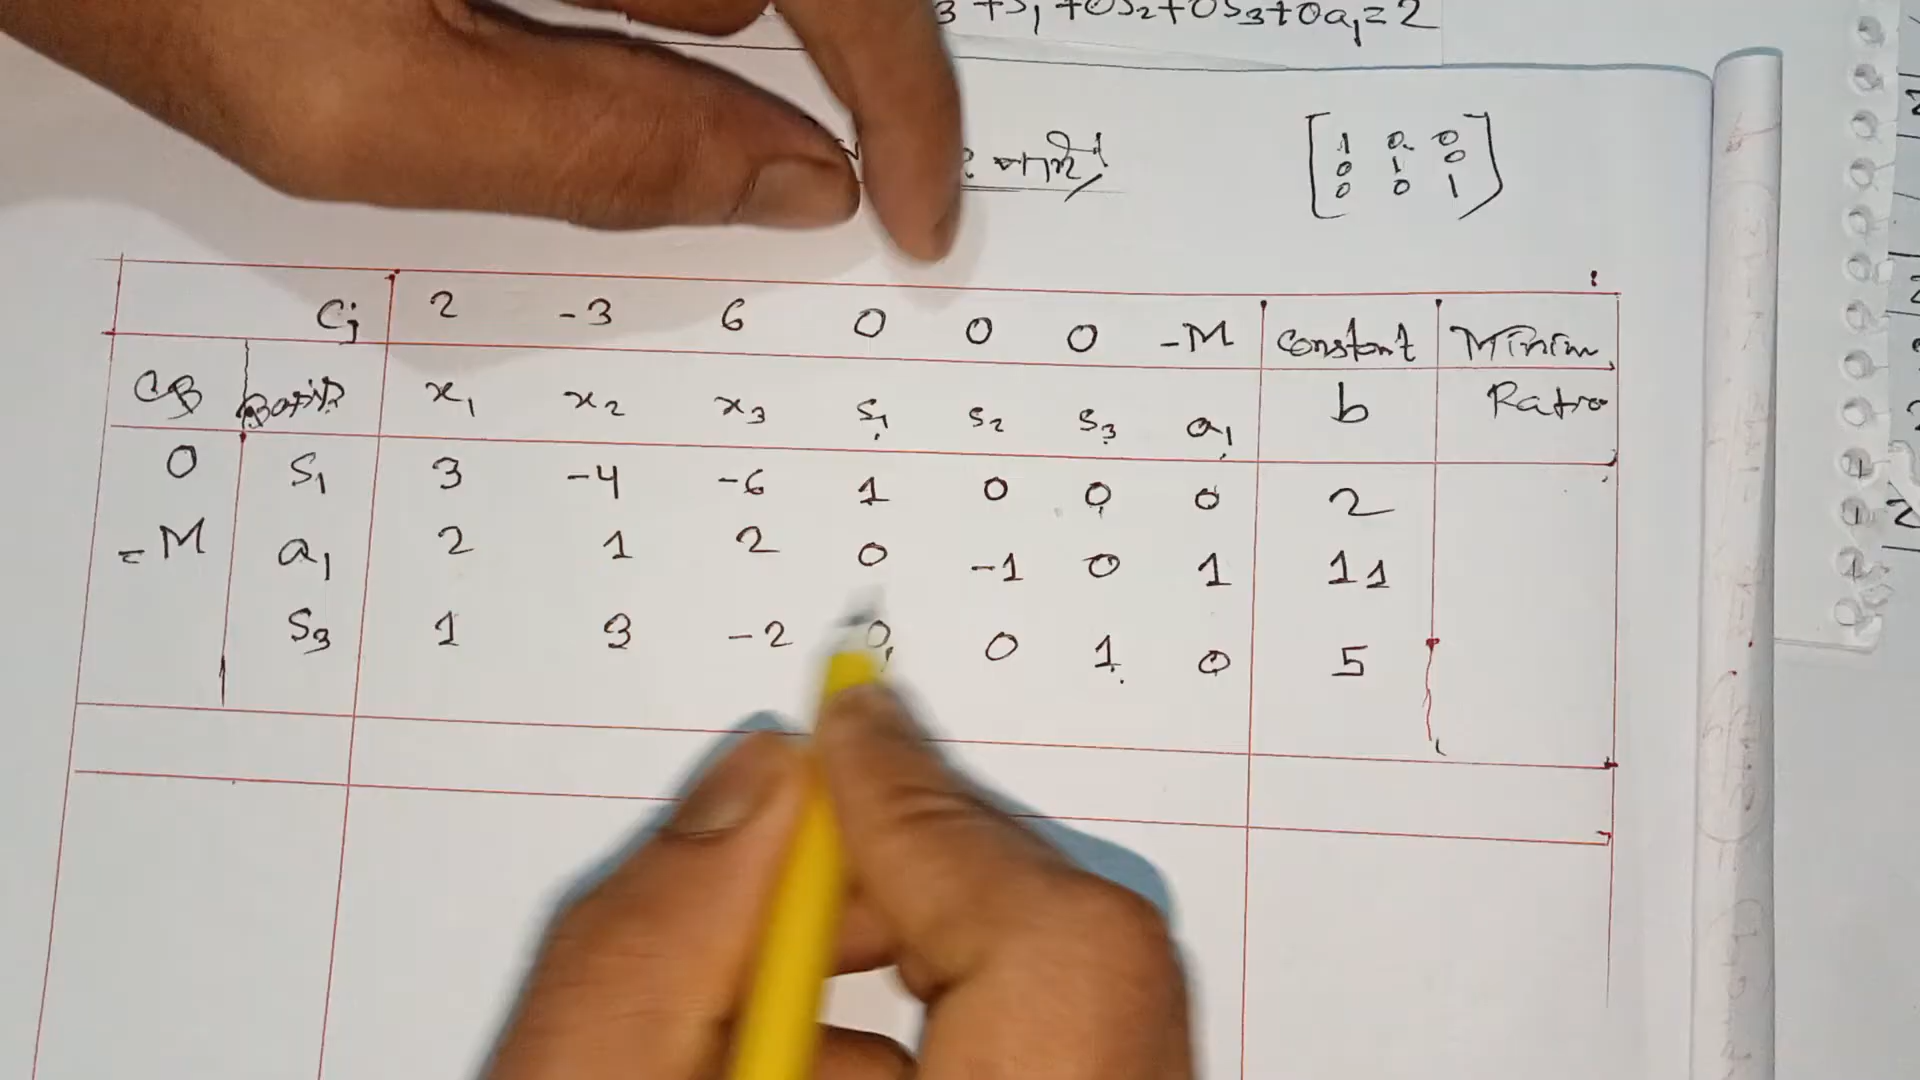 3 + S₁ + 0S₂ + 0S₃ + 0a₁ = 2
1 0 0
0 1 0
0 0 1
Cj 2 -3 6 0 0 0 -M Constant Minim.
CB Basis x₁ x₂ x₃ S₁ S₂ S₃ a₁ b Ratio
0 S₁ 3 -4 -6 1 0 0 0 2
-M a₁ 2 1 2 0 -1 0 1 11
S₃ 1 3 -2 0 0 1 0 5